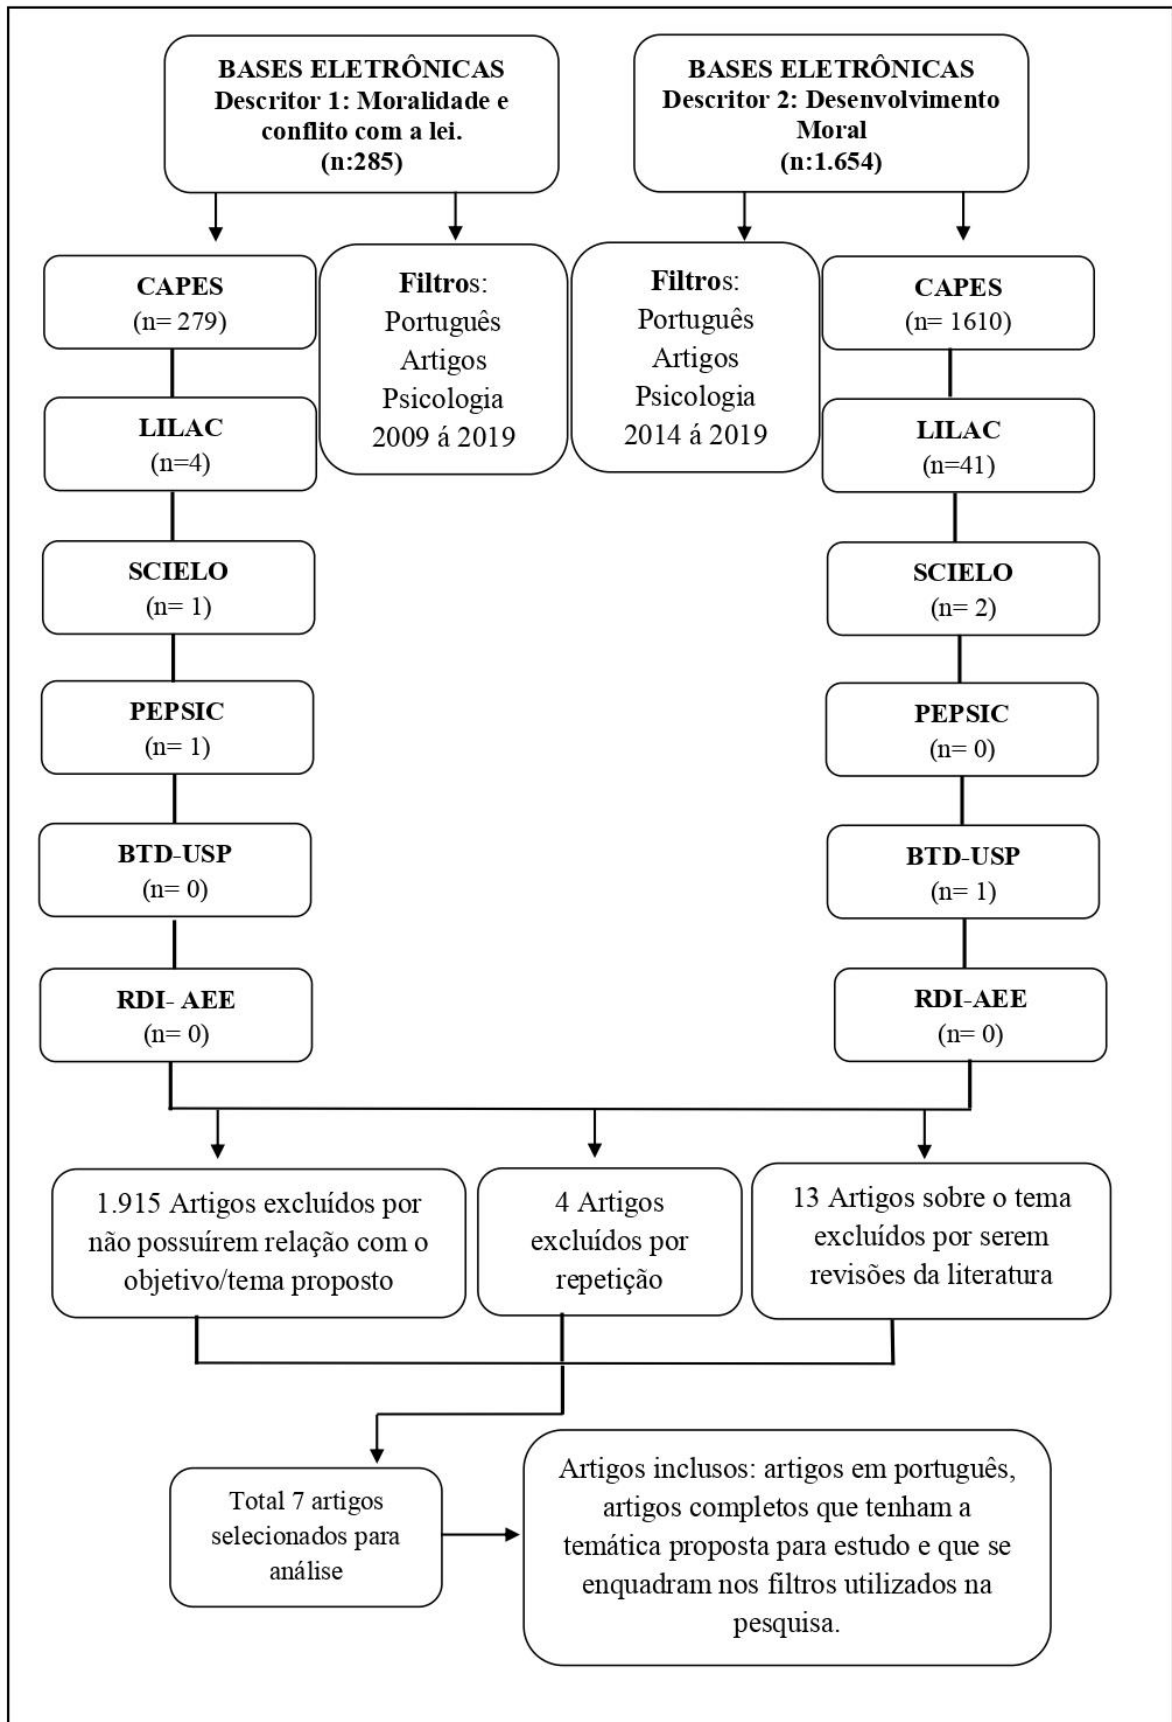 BASES ELETRÔNICAS
Descritor 1: Moralidade e
conflito com a lei.
(n:285)
BASES ELETRÔNICAS
Descritor 2: Desenvolvimento
Moral
(n:1.654)
CAPES
(n= 279)
Filtros:
Português
Artigos
Psicologia
2009 á 2019
Filtros:
Português
Artigos
Psicologia
2014 á 2019
CAPES
(n= 1610)
LILAC
(n=4)
LILAC
(n=41)
SCIELO
(n= 1)
SCIELO
(n= 2)
PEPSIC
(n= 1)
PEPSIC
(n= 0)
BTD-USP
(n= 0)
BTD-USP
(n= 1)
RDI- AEE
(n= 0)
RDI-AEE
(n= 0)
1.915 Artigos excluídos por
não possuírem relação com o
objetivo/tema proposto
4 Artigos
excluídos por
repetição
13 Artigos sobre o tema
excluídos por serem
revisões da literatura
Total 7 artigos
selecionados para
análise
Artigos inclusos: artigos em português,
artigos completos que tenham a
temática proposta para estudo e que se
enquadram nos filtros utilizados na
pesquisa.